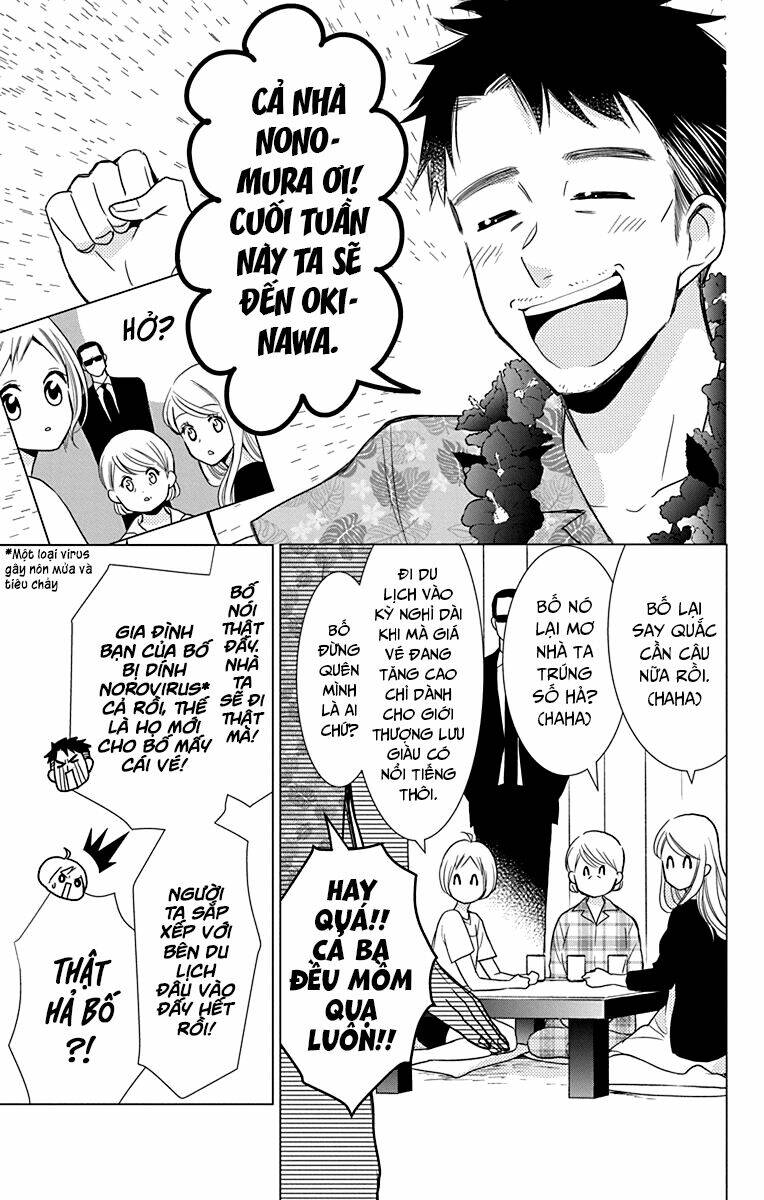 CẢ NHÀ
NONO-
MURA ƠI!
CUỐI TUẦN
NÀY TA SẼ
ĐẾN OKI-
NAWA.
HỞ?
BỐ LẠI
SAY QUẮC
CẦN CÂU
NỮA RỒI.
(HAHA)
BỐ NÓ
LẠI MƠ
NHÀ TA
TRÚNG
SỐ HẢ?
(HAHA)
ĐI DU
LỊCH VÀO
KỲ NGHỈ DÀI
KHI MÀ GIÁ
VÉ ĐANG
TĂNG CAO
CHỈ DÀNH
CHO GIỚI
THƯỢNG LƯU
GIÀU CÓ
NỔI TIẾNG
THÔI.
BỐ
ĐỪNG
QUÊN
MÌNH
LÀ AI
CHỨ?
HAY
QUÁ!!
CẢ BA
ĐỀU MỒM
QUẠ
LUÔN!!
BỐ
NÓI
THẬT
ĐẤY.
NHÀ
TA
SẼ ĐI
THẬT
MÀ!
GIA ĐÌNH
BẠN CỦA BỐ
BỊ DÍNH
NOROVIRUS*
CẢ RỒI, THẾ
LÀ HỌ MỚI
CHO BỐ MẤY
CÁI VÉ!
*Một loại virus
gây nôn mửa và
tiêu chảy
NGƯỜI
TA SẮP
XẾP VỚI
BÊN DU
LỊCH
ĐÂU VÀO
ĐẤY HẾT
RỒI!
THẬT
HẢ BỐ
?!